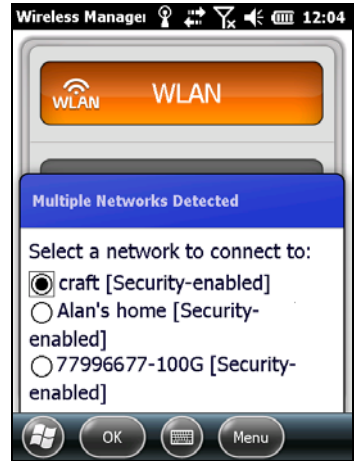 Wireless Manager 12:04
WLAN WLAN
Multiple Networks Detected
Select a network to connect to:
craft [Security-enabled]
Alan's home [Security-
enabled]
77996677-100G [Security-
enabled]
OK Menu